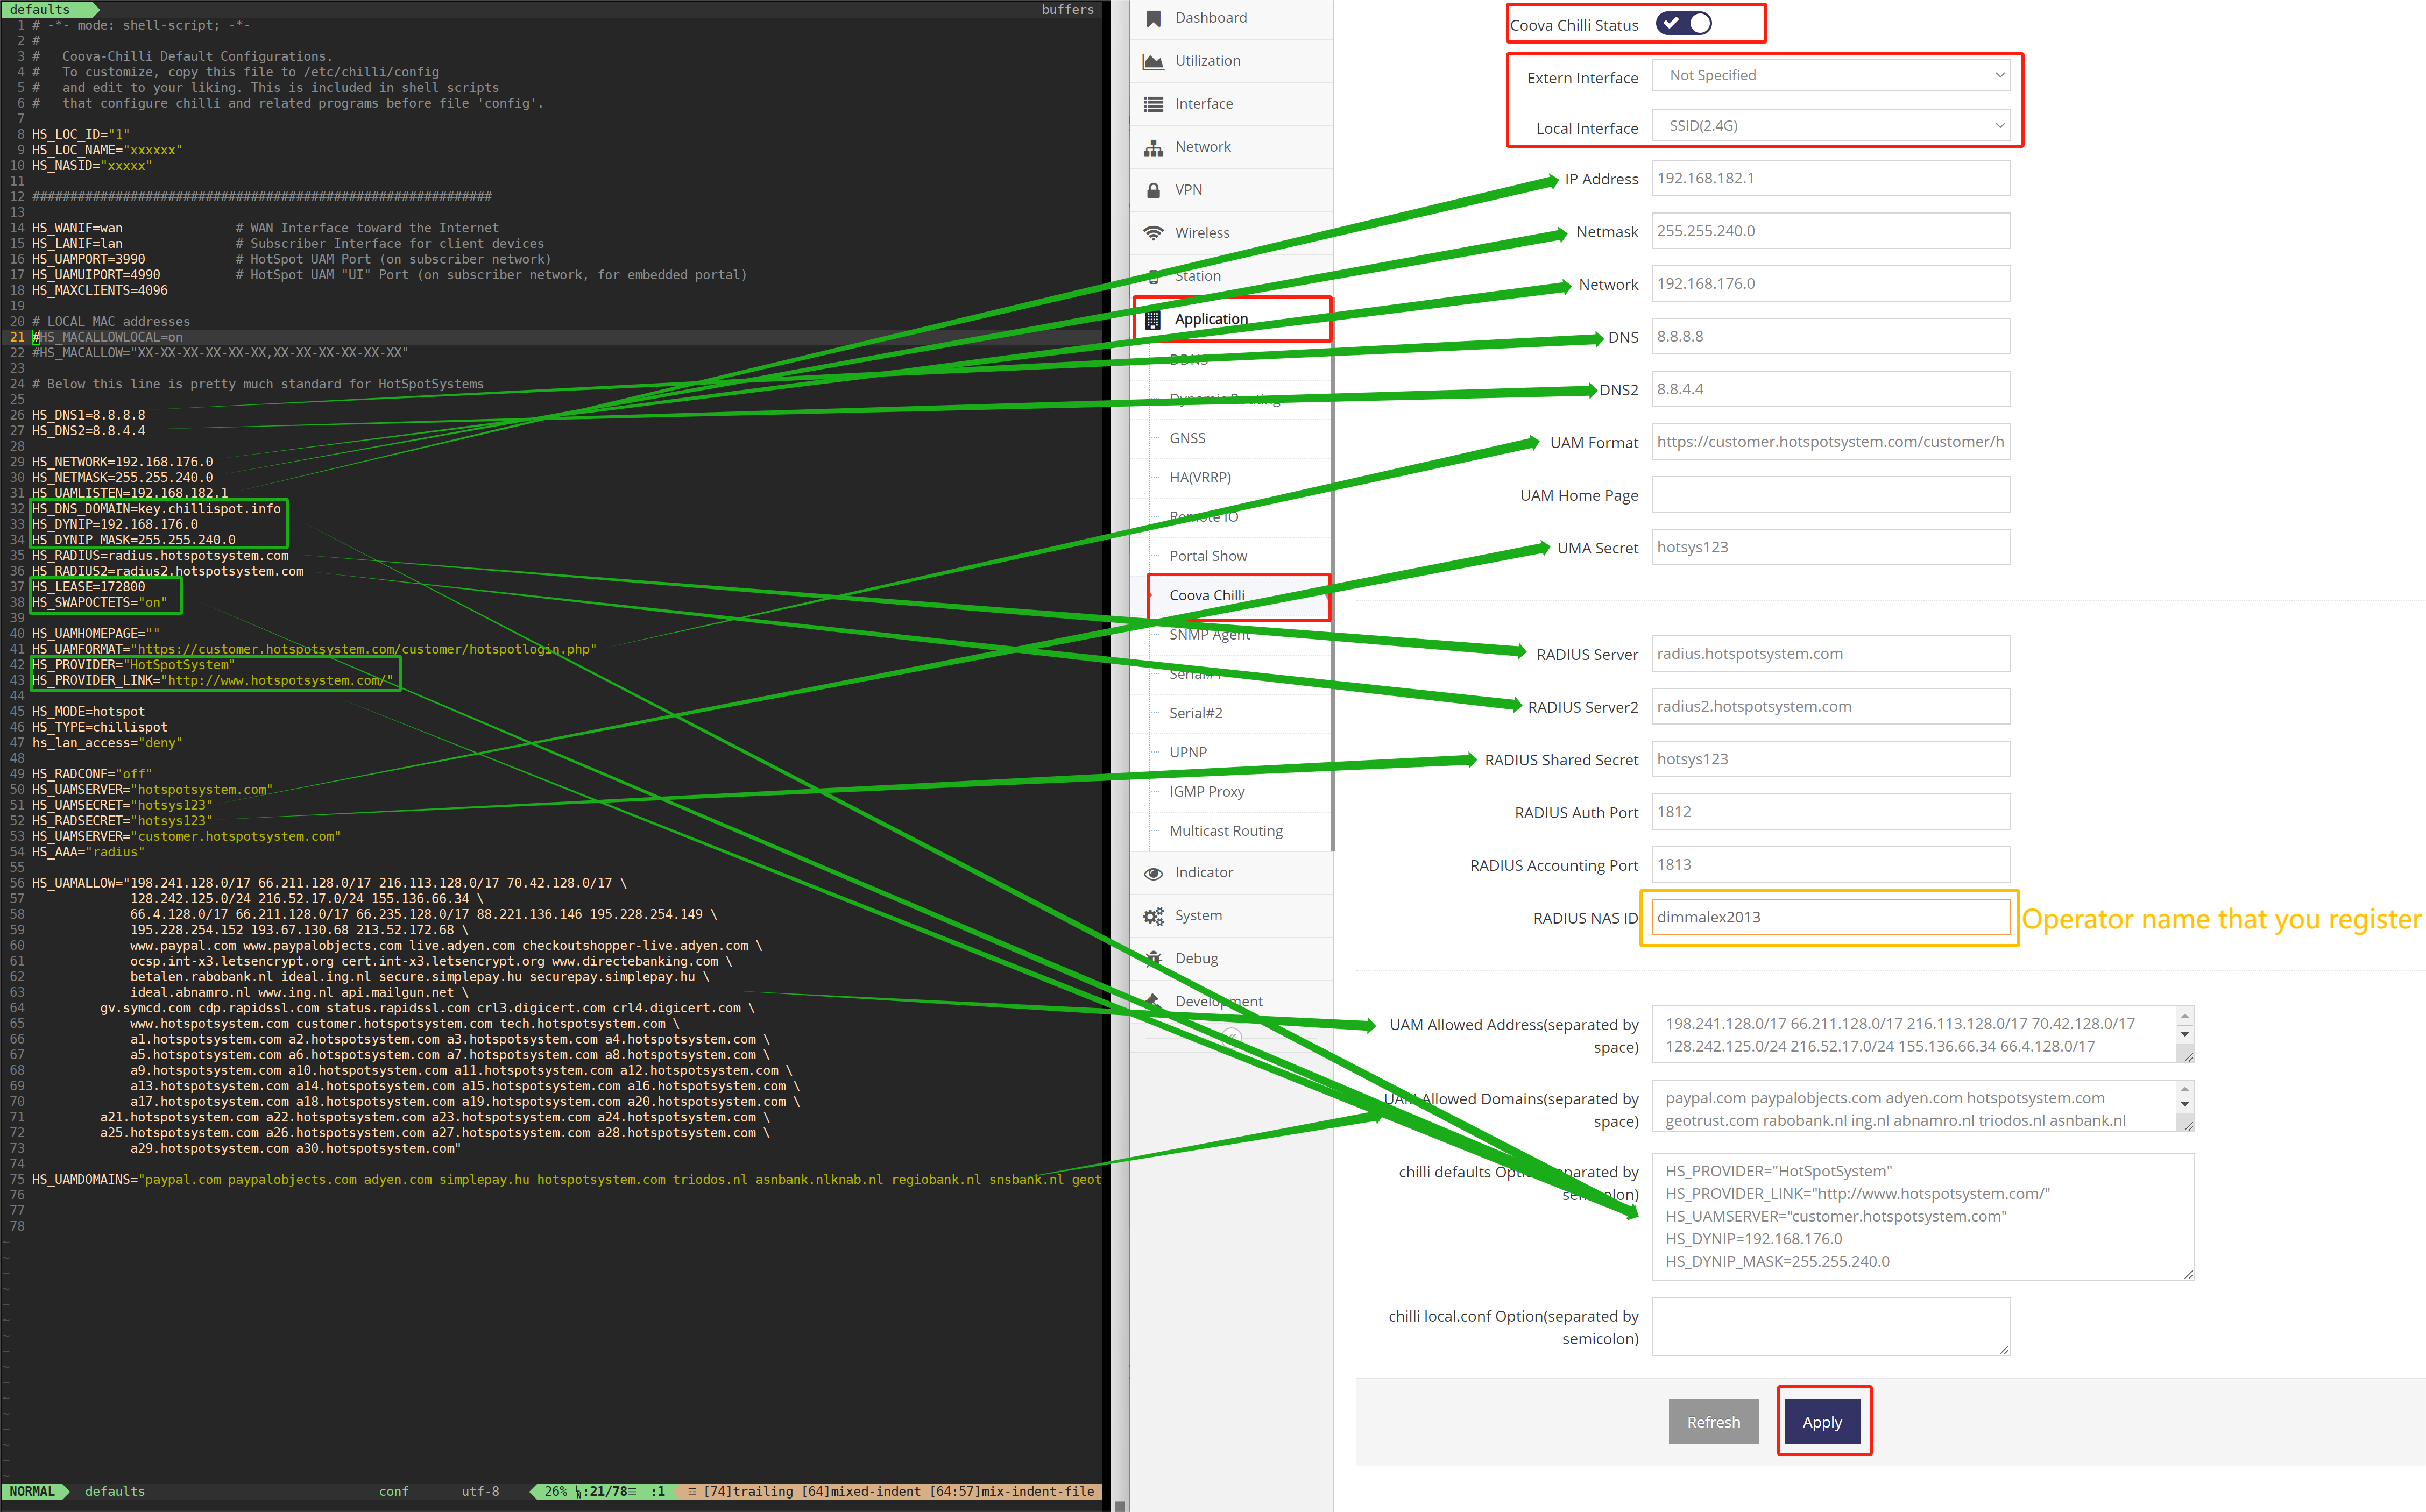 defaults
buffers
1 # -*- mode: shell-script; -*-
2 #
3 #   Coova-Chilli Default Configurations.
4 #   To customize, copy this file to /etc/chilli/config
5 #   and edit to your liking. This is included in shell scripts
6 #   that configure chilli and related programs before file 'config'.
7
8 HS_LOC_ID="1"
9 HS_LOC_NAME="xxxxxx"
10 HS_NASID="xxxxx"
11
12 #############################################################
13
14 HS_WANIF=wan               # WAN Interface toward the Internet
15 HS_LANIF=lan               # Subscriber Interface for client devices
16 HS_UAMPORT=3990            # HotSpot UAM Port (on subscriber network)
17 HS_UAMUIPORT=4990          # HotSpot UAM "UI" Port (on subscriber network, for embedded portal)
18 HS_MAXCLIENTS=4096
19
20 # LOCAL MAC addresses
21 #HS_MACALLOWLOCAL=on
22 #HS_MACALLOW="XX-XX-XX-XX-XX-XX,XX-XX-XX-XX-XX-XX"
23
24 # Below this line is pretty much standard for HotSpotSystems
25
26 HS_DNS1=8.8.8.8
27 HS_DNS2=8.8.4.4
28
29 HS_NETWORK=192.168.176.0
30 HS_NETMASK=255.255.240.0
31 HS_UAMLISTEN=192.168.182.1
32 HS_DNS_DOMAIN=key.chillispot.info
33 HS_DYNIP=192.168.176.0
34 HS_DYNIP_MASK=255.255.240.0
35 HS_RADIUS=radius.hotspotsystem.com
36 HS_RADIUS2=radius2.hotspotsystem.com
37 HS_LEASE=172800
38 HS_SWAPOCTETS="on"
39
40 HS_UAMHOMEPAGE=""
41 HS_UAMFORMAT="https://customer.hotspotsystem.com/customer/hotspotlogin.php"
42 HS_PROVIDER="HotSpotSystem"
43 HS_PROVIDER_LINK="http://www.hotspotsystem.com/"
44
45 HS_MODE=hotspot
46 HS_TYPE=chillispot
47 hs_lan_access="deny"
48
49 HS_RADCONF="off"
50 HS_UAMSERVER="hotspotsystem.com"
51 HS_UAMSECRET="hotsys123"
52 HS_RADSECRET="hotsys123"
53 HS_UAMSERVER="customer.hotspotsystem.com"
54 HS_AAA="radius"
55
56 HS_UAMALLOW="198.241.128.0/17 66.211.128.0/17 216.113.128.0/17 70.42.128.0/17 \
57 128.242.125.0/24 216.52.17.0/24 155.136.66.34 \
58 66.4.128.0/17 66.211.128.0/17 66.235.128.0/17 88.221.136.146 195.228.254.149 \
59 195.228.254.152 193.67.130.68 213.52.172.68 \
60 www.paypal.com www.paypalobjects.com live.adyen.com checkoutshopper-live.adyen.com \
61 ocsp.int-x3.letsencrypt.org cert.int-x3.letsencrypt.org www.directebanking.com \
62 betalen.rabobank.nl ideal.ing.nl secure.simplepay.hu securepay.simplepay.hu \
63 ideal.abnamro.nl www.ing.nl api.mailgun.net \
64 gv.symcd.com cdp.rapidssl.com status.rapidssl.com crl3.digicert.com crl4.digicert.com \
65 www.hotspotsystem.com customer.hotspotsystem.com tech.hotspotsystem.com \
66 a1.hotspotsystem.com a2.hotspotsystem.com a3.hotspotsystem.com a4.hotspotsystem.com \
67 a5.hotspotsystem.com a6.hotspotsystem.com a7.hotspotsystem.com a8.hotspotsystem.com \
68 a9.hotspotsystem.com a10.hotspotsystem.com a11.hotspotsystem.com a12.hotspotsystem.com \
69 a13.hotspotsystem.com a14.hotspotsystem.com a15.hotspotsystem.com a16.hotspotsystem.com \
70 a17.hotspotsystem.com a18.hotspotsystem.com a19.hotspotsystem.com a20.hotspotsystem.com \
71 a21.hotspotsystem.com a22.hotspotsystem.com a23.hotspotsystem.com a24.hotspotsystem.com \
72 a25.hotspotsystem.com a26.hotspotsystem.com a27.hotspotsystem.com a28.hotspotsystem.com \
73 a29.hotspotsystem.com a30.hotspotsystem.com"
74
75 HS_UAMDOMAINS="paypal.com paypalobjects.com adyen.com simplepay.hu hotspotsystem.com triodos.nl asnbank.nlknab.nl regiobank.nl snsbank.nl geot
76
77
78
NORMAL defaults conf utf-8 26% :21/78 :1 [74]trailing [64]mixed-indent [64:57]mix-indent-file
Dashboard
Utilization
Interface
Network
VPN
Wireless
Station
Application
DDNS
Dynamic Routing
GNSS
HA(VRRP)
Remote IO
Portal Show
Coova Chilli
SNMP Agent
Serial#1
Serial#2
UPNP
IGMP Proxy
Multicast Routing
Indicator
System
Debug
Development
Coova Chilli Status
Extern Interface Not Specified
Local Interface SSID(2.4G)
IP Address 192.168.182.1
Netmask 255.255.240.0
Network 192.168.176.0
DNS 8.8.8.8
DNS2 8.8.4.4
UAM Format https://customer.hotspotsystem.com/customer/h
UAM Home Page
UMA Secret hotsys123
RADIUS Server radius.hotspotsystem.com
RADIUS Server2 radius2.hotspotsystem.com
RADIUS Shared Secret hotsys123
RADIUS Auth Port 1812
RADIUS Accounting Port 1813
RADIUS NAS ID dimmalex2013 Operator name that you register
UAM Allowed Address(separated by
space)
198.241.128.0/17 66.211.128.0/17 216.113.128.0/17 70.42.128.0/17
128.242.125.0/24 216.52.17.0/24 155.136.66.34 66.4.128.0/17
UAM Allowed Domains(separated by
space)
paypal.com paypalobjects.com adyen.com hotspotsystem.com
geotrust.com rabobank.nl ing.nl abnamro.nl triodos.nl asnbank.nl
chilli defaults Option(separated by
semicolon)
HS_PROVIDER="HotSpotSystem"
HS_PROVIDER_LINK="http://www.hotspotsystem.com/"
HS_UAMSERVER="customer.hotspotsystem.com"
HS_DYNIP=192.168.176.0
HS_DYNIP_MASK=255.255.240.0
chilli local.conf Option(separated by
semicolon)
Refresh
Apply